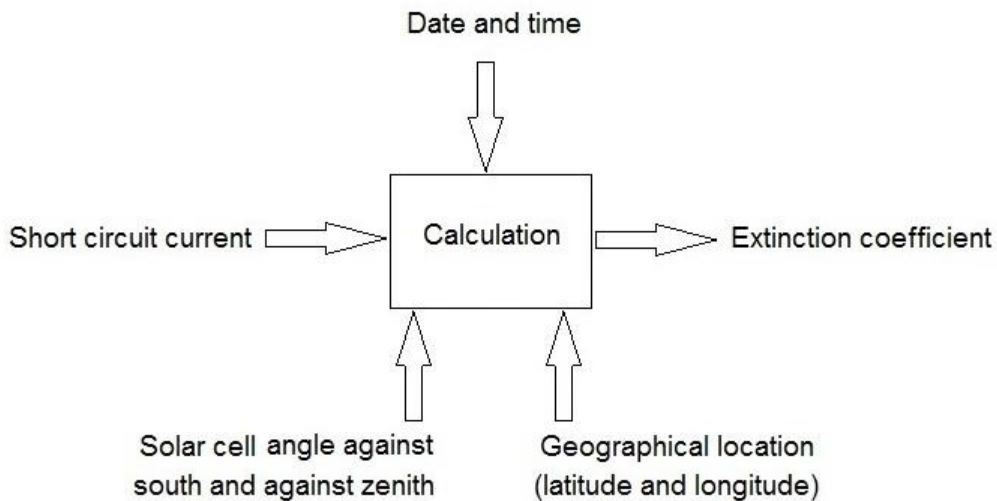 Date and time
Short circuit current
Calculation
Extinction coefficient
Solar cell angle against
south and against zenith
Geographical location
(latitude and longitude)